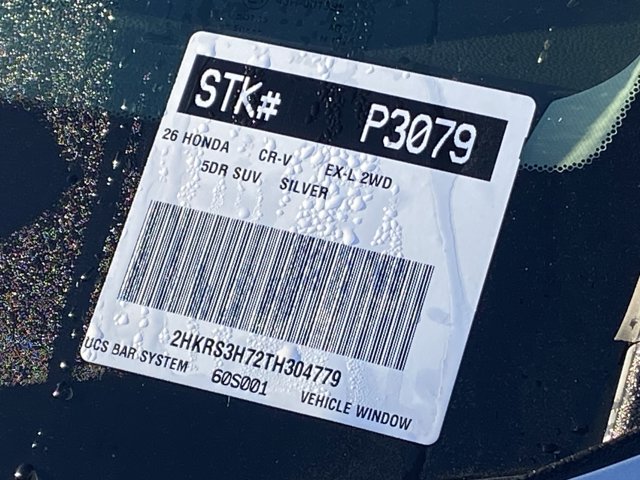 STK# P3079
26 HONDA CR-V EX-L 2WD
5DR SUV SILVER
2HKRS3H72TH304779
UCS BAR SYSTEM 60S001 VEHICLE WINDOW